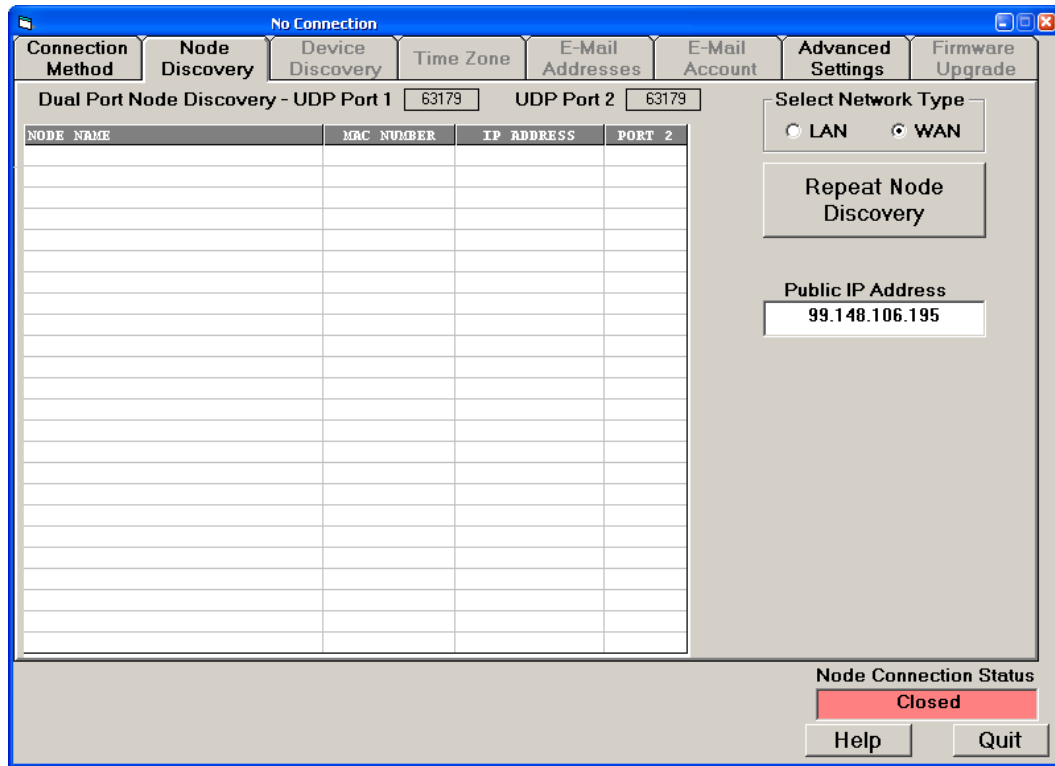 No Connection
Connection Method
Node Discovery
Device Discovery
Time Zone
E-Mail Addresses
E-Mail Account
Advanced Settings
Firmware Upgrade
Dual Port Node Discovery - UDP Port 1 63179 UDP Port 2 63179
Select Network Type
LAN WAN
NODE NAME MAC NUMBER IP ADDRESS PORT 2
Repeat Node
Discovery
Public IP Address
99.148.106.195
Node Connection Status
Closed
Help Quit